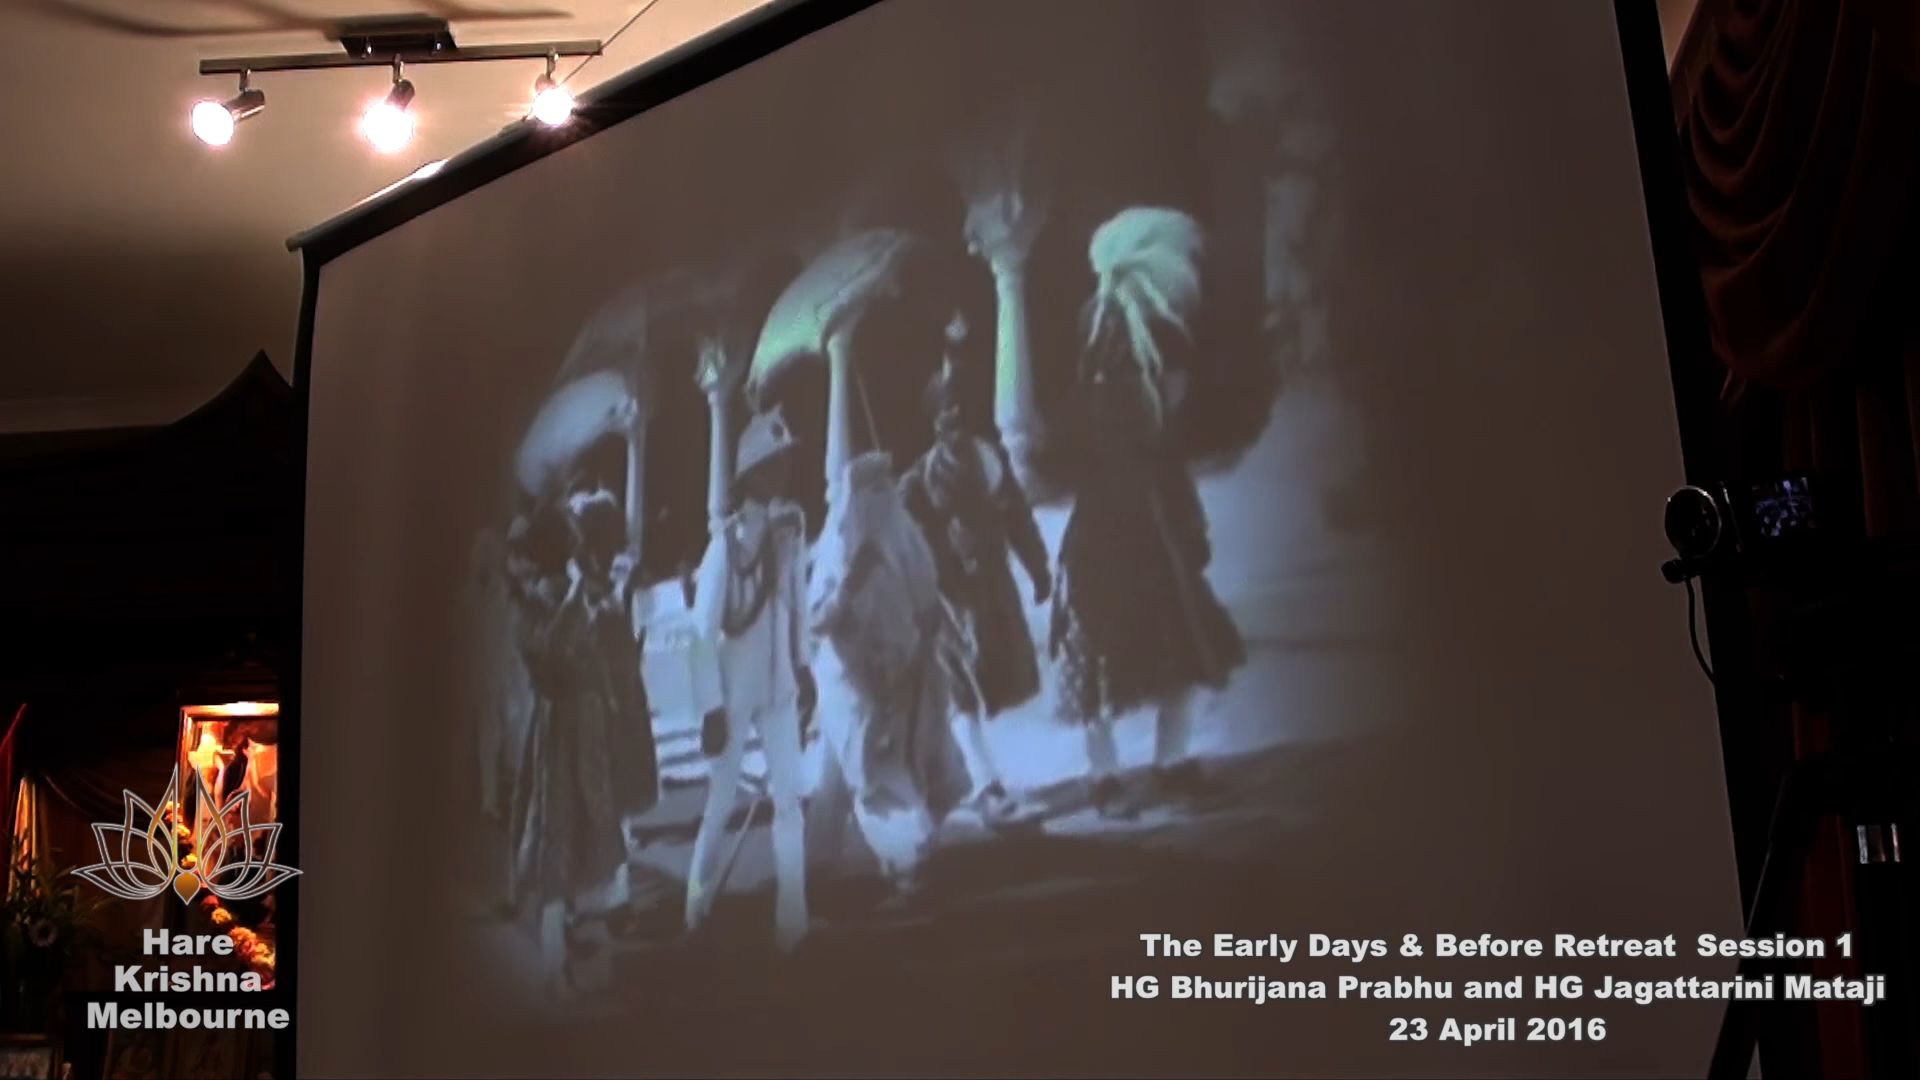 Hare
Krishna
Melbourne
The Early Days & Before Retreat  Session 1
HG Bhurijana Prabhu and HG Jagattarini Mataji
23 April 2016